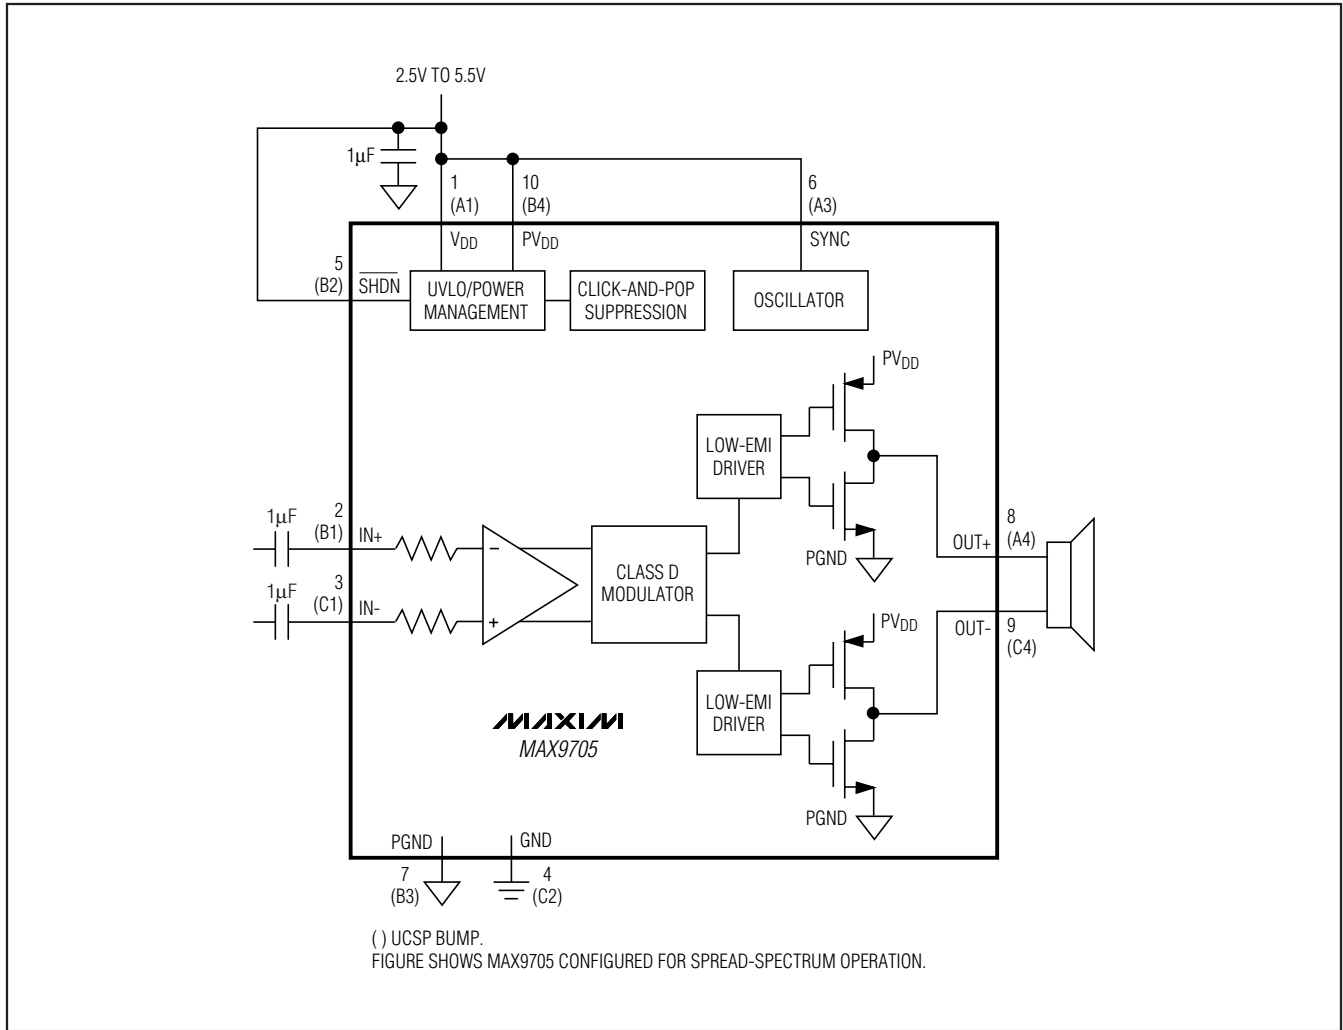 2.5V TO 5.5V
1µF
1
(A1)
10
(B4)
6
(A3)
VDD
PVDD
SYNC
5
(B2)
SHDN
UVLO/POWER
MANAGEMENT
CLICK-AND-POP
SUPPRESSION
OSCILLATOR
PVDD
LOW-EMI
DRIVER
1µF
2
(B1)
IN+
−
CLASS D
MODULATOR
PGND
OUT+
8
(A4)
1µF
3
(C1)
IN-
+
PVDD
OUT-
9
(C4)
LOW-EMI
DRIVER
MAXIM
MAX9705
PGND
PGND
GND
7
(B3)
4
(C2)
( ) UCSP BUMP.
FIGURE SHOWS MAX9705 CONFIGURED FOR SPREAD-SPECTRUM OPERATION.